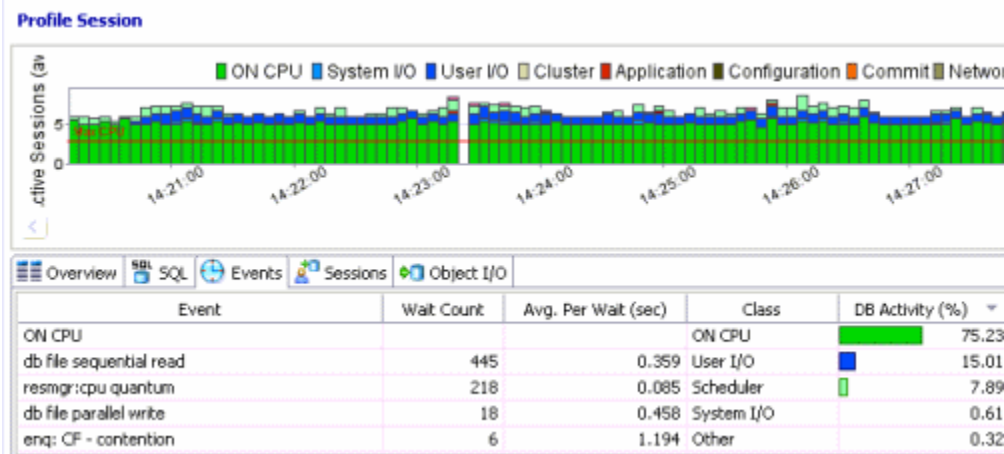 Profile Session
ON CPU System I/O User I/O Cluster Application Configuration Commit Networ
ctive Sessions (av
5
Max CPU
0
14:21:00 14:22:00 14:23:00 14:24:00 14:25:00 14:26:00 14:27:00
<
Overview SQL SQL Events Sessions Object I/O
Event Wait Count Avg. Per Wait (sec) Class DB Activity (%)
ON CPU ON CPU 75.23
db file sequential read 445 0.359 User I/O 15.01
resmgr:cpu quantum 218 0.085 Scheduler 7.89
db file parallel write 18 0.458 System I/O 0.61
enq: CF - contention 6 1.194 Other 0.32